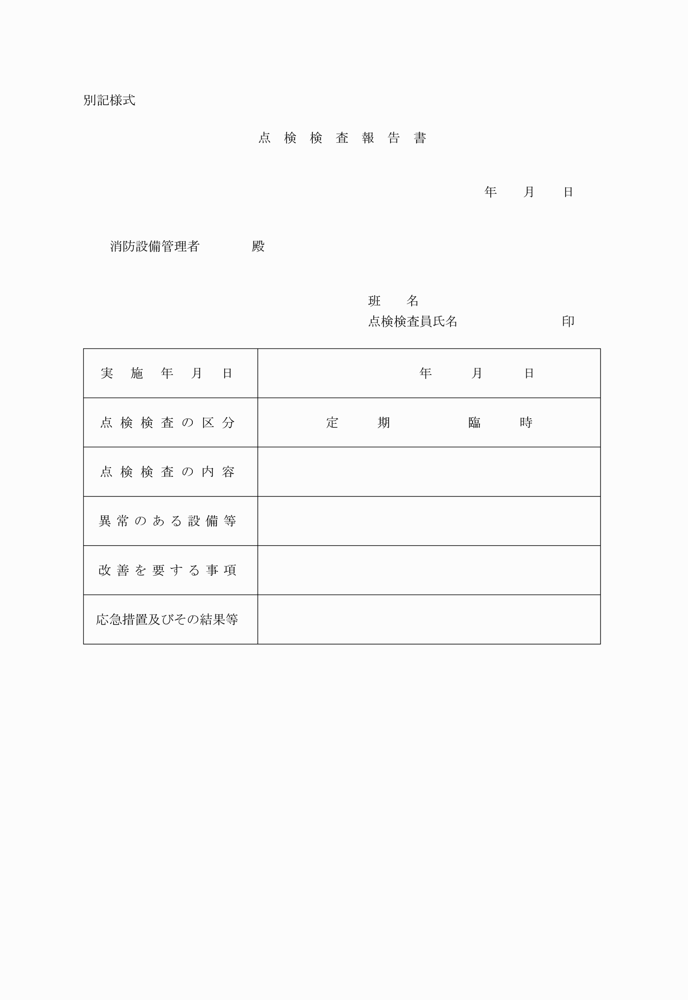 別記様式
点 検 検 査 報 告 書
年 月 日
消防設備管理者 殿
班 名
点検検査員氏名 印
実 施 年 月 日 年 月 日
点 検 検 査 の 区 分 定 期 臨 時
点 検 検 査 の 内 容
異 常 の あ る 設 備 等
改 善 を 要 す る 事 項
応急措置及びその結果等